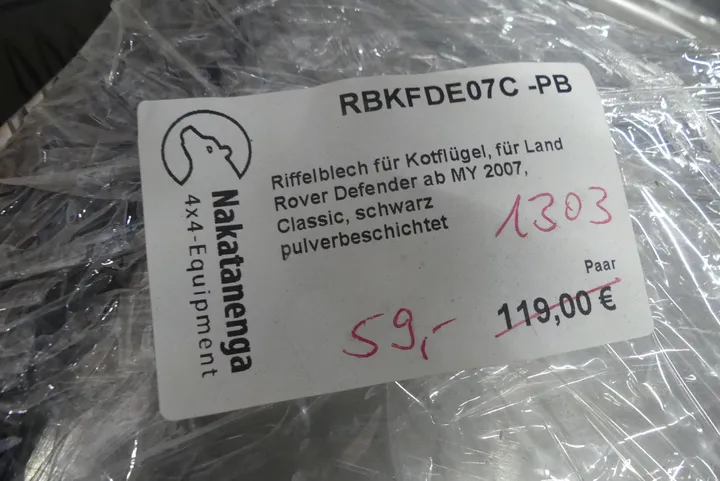 RBKFDE07C -PB
Riffelblech für Kotflügel, für Land
Rover Defender ab MY 2007,
Classic, schwarz
pulverbeschichtet
1303
Paar
119,00 €
59,-
Nakatanenga
4x4-Equipment